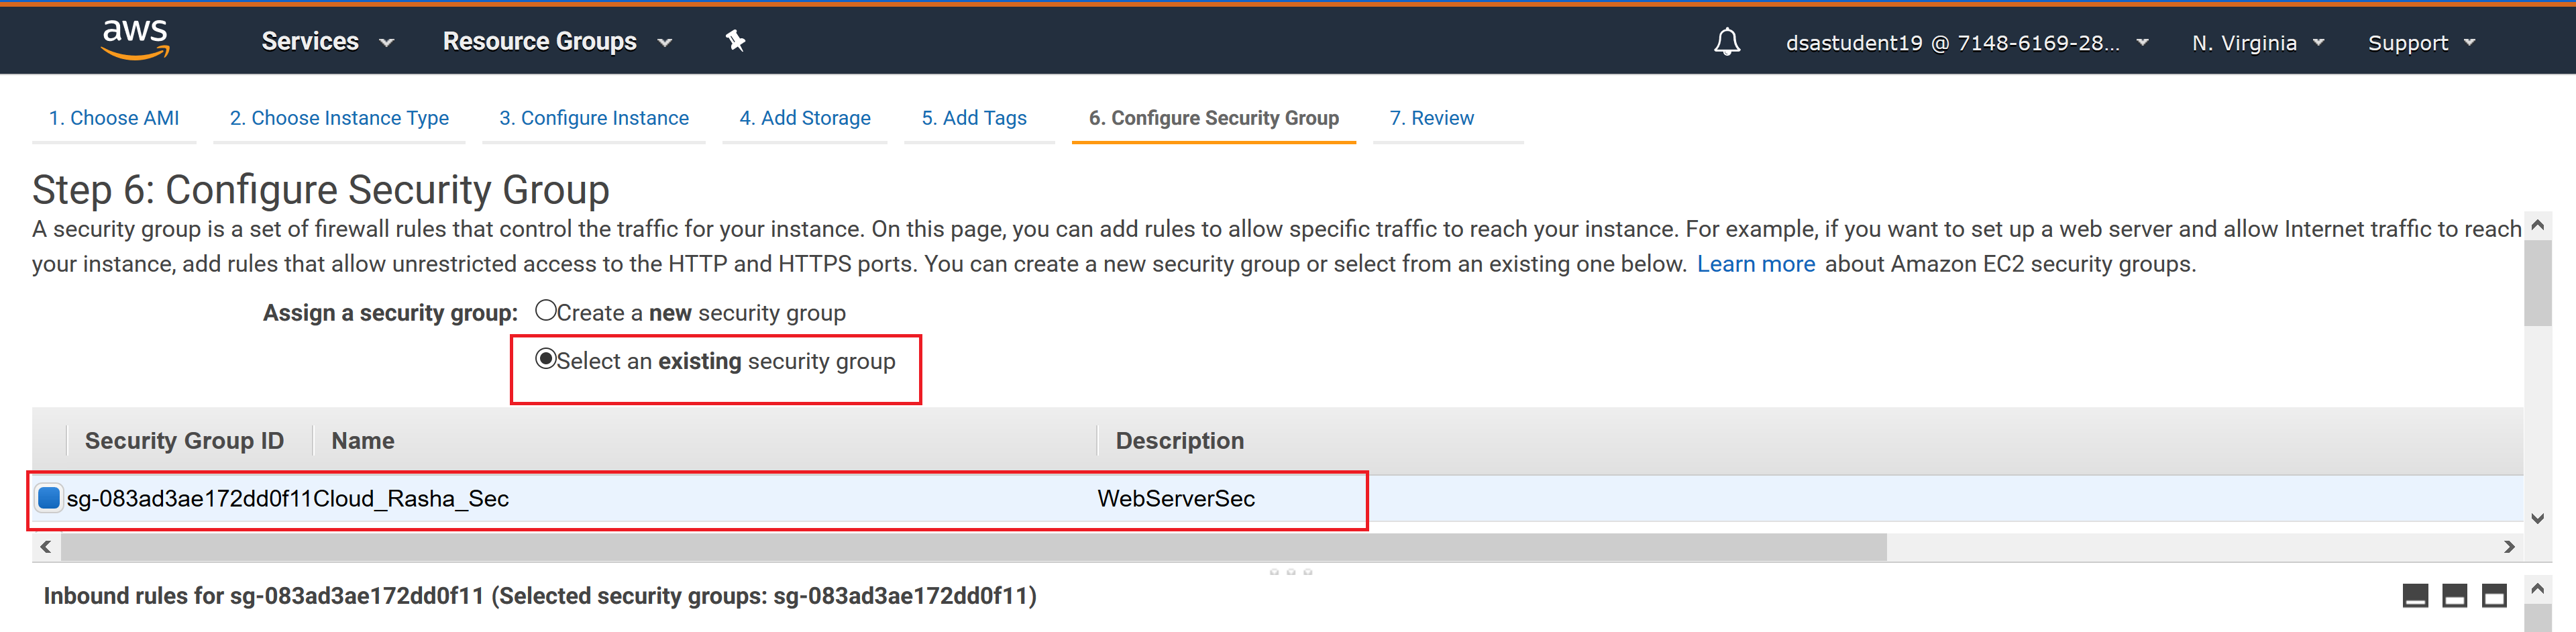 aws Services Resource Groups dsastudent19 @ 7148-6169-28... N. Virginia Support
1. Choose AMI 2. Choose Instance Type 3. Configure Instance 4. Add Storage 5. Add Tags 6. Configure Security Group 7. Review
Step 6: Configure Security Group
A security group is a set of firewall rules that control the traffic for your instance. On this page, you can add rules to allow specific traffic to reach your instance. For example, if you want to set up a web server and allow Internet traffic to reach
your instance, add rules that allow unrestricted access to the HTTP and HTTPS ports. You can create a new security group or select from an existing one below. Learn more about Amazon EC2 security groups.
Assign a security group: Create a new security group
Select an existing security group
Security Group ID Name Description
sg-083ad3ae172dd0f11 Cloud_Rasha_Sec WebServerSec
Inbound rules for sg-083ad3ae172dd0f11 (Selected security groups: sg-083ad3ae172dd0f11)